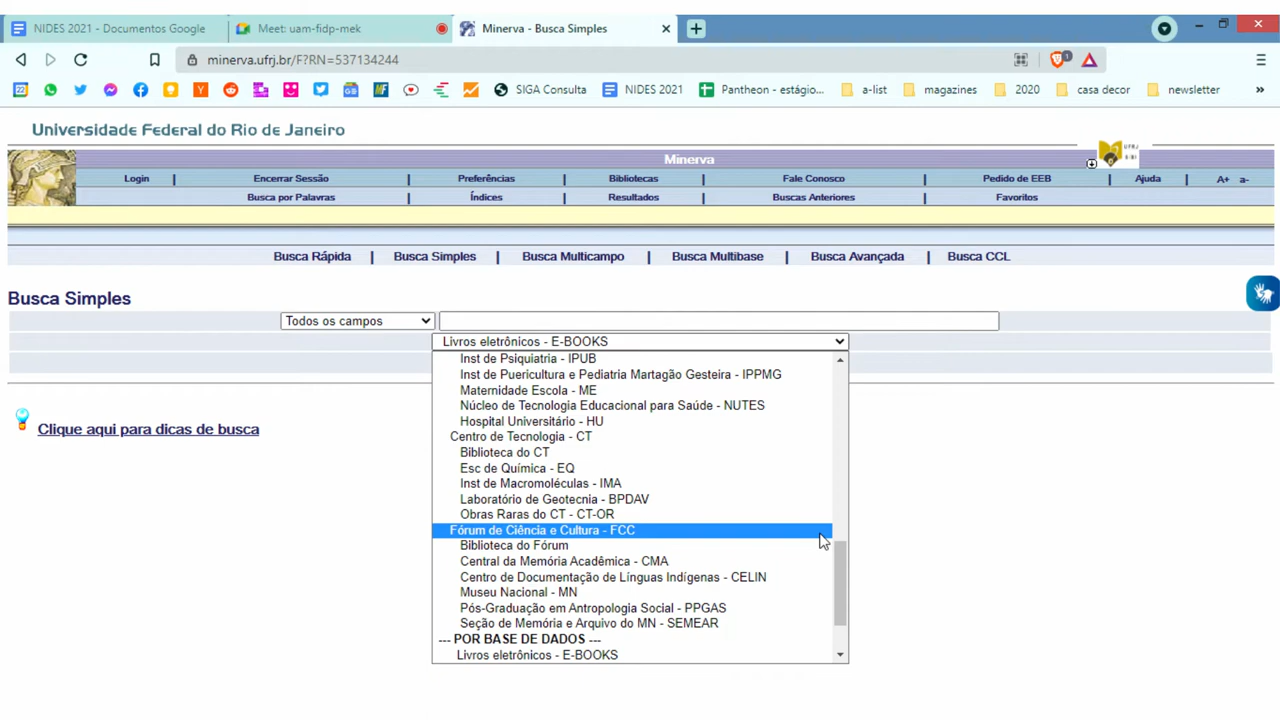 NIDES 2021 - Documentos Google
Meet: uam-fidp-mek
Minerva - Busca Simples
minerva.ufrj.br/F?RN=537134244
SIGA Consulta
NIDES 2021
Pantheon - estágio...
a-list
magazines
2020
casa decor
newsletter
Universidade Federal do Rio de Janeiro
Minerva
Login | Encerrar Sessão | Preferências | Bibliotecas | Fale Conosco | Pedido de EEB | Ajuda | A+ a-
Busca por Palavras | Índices | Resultados | Buscas Anteriores | Favoritos
Busca Rápida | Busca Simples | Busca Multicampo | Busca Multibase | Busca Avançada | Busca CCL
Busca Simples
Todos os campos
Livros eletrônicos - E-BOOKS
Inst de Psiquiatria - IPUB
Inst de Puericultura e Pediatria Martagão Gesteira - IPPMG
Maternidade Escola - ME
Núcleo de Tecnologia Educacional para Saúde - NUTES
Hospital Universitário - HU
Centro de Tecnologia - CT
Biblioteca do CT
Esc de Química - EQ
Inst de Macromoléculas - IMA
Laboratório de Geotecnia - BPDAV
Obras Raras do CT - CT-OR
Fórum de Ciência e Cultura - FCC
Biblioteca do Fórum
Central da Memória Acadêmica - CMA
Centro de Documentação de Línguas Indígenas - CELIN
Museu Nacional - MN
Pós-Graduação em Antropologia Social - PPGAS
Seção de Memória e Arquivo do MN - SEMEAR
--- POR BASE DE DADOS ---
Livros eletrônicos - E-BOOKS
Clique aqui para dicas de busca